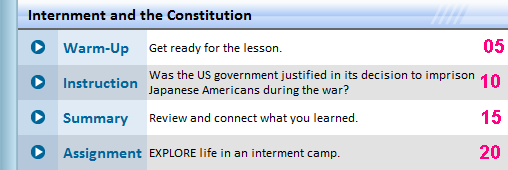 Internment and the Constitution
Warm-Up Get ready for the lesson. 05
Instruction Was the US government justified in its decision to imprison
Japanese Americans during the war? 10
Summary Review and connect what you learned. 15
Assignment EXPLORE life in an interment camp. 20